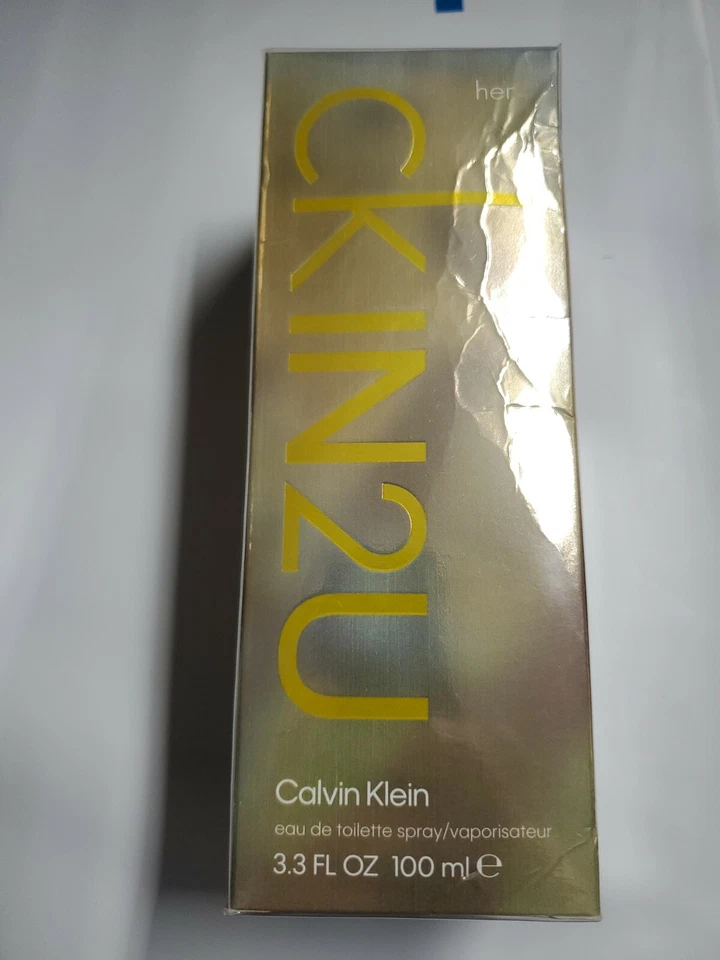 her
ckIN2U
Calvin Klein
eau de toilette spray/vaporisateur
3.3 FL OZ 100 ml ℮